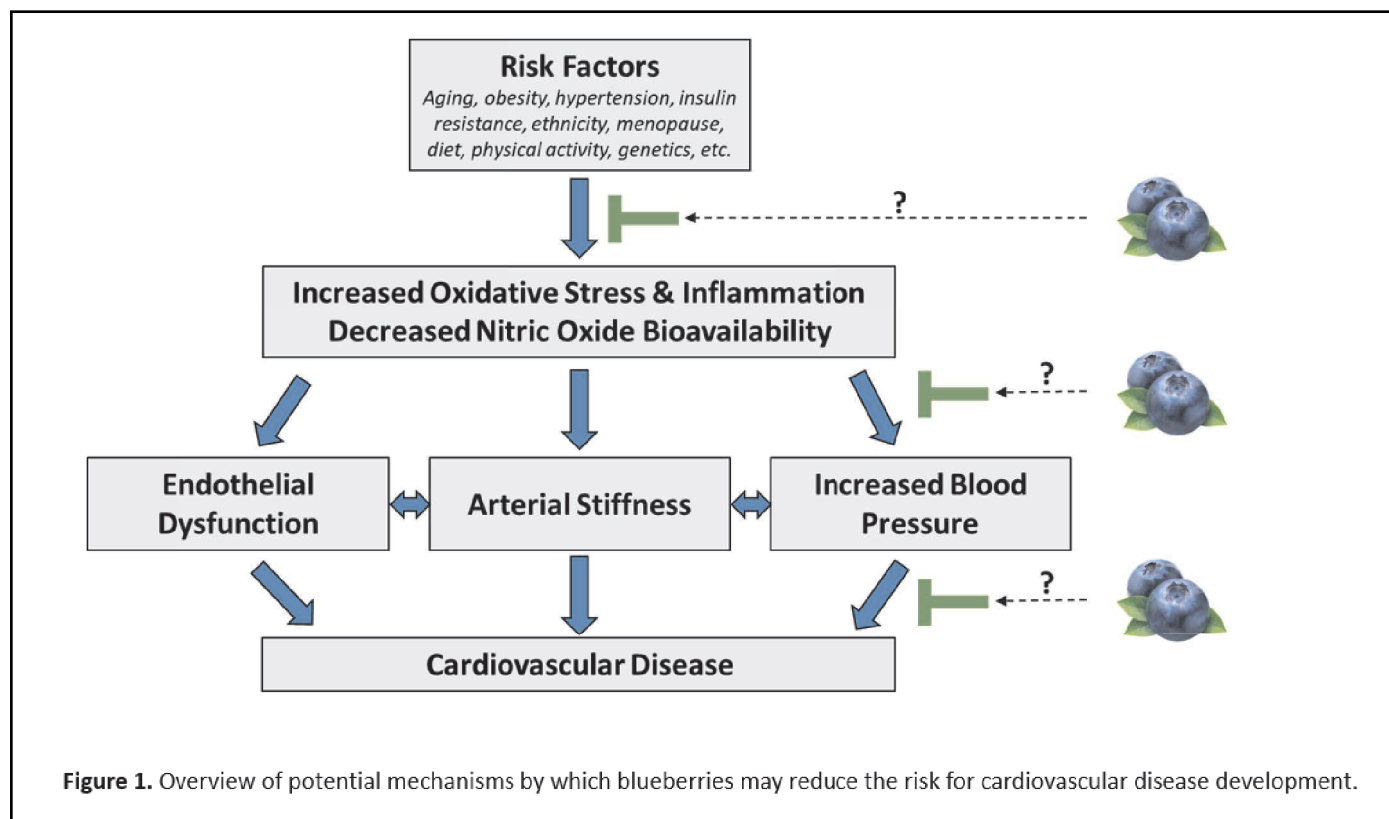 Risk Factors
Aging, obesity, hypertension, insulin
resistance, ethnicity, menopause,
diet, physical activity, genetics, etc.
?
Increased Oxidative Stress & Inflammation
Decreased Nitric Oxide Bioavailability
?
Endothelial
Dysfunction
Arterial Stiffness
Increased Blood
Pressure
?
Cardiovascular Disease
Figure 1. Overview of potential mechanisms by which blueberries may reduce the risk for cardiovascular disease development.